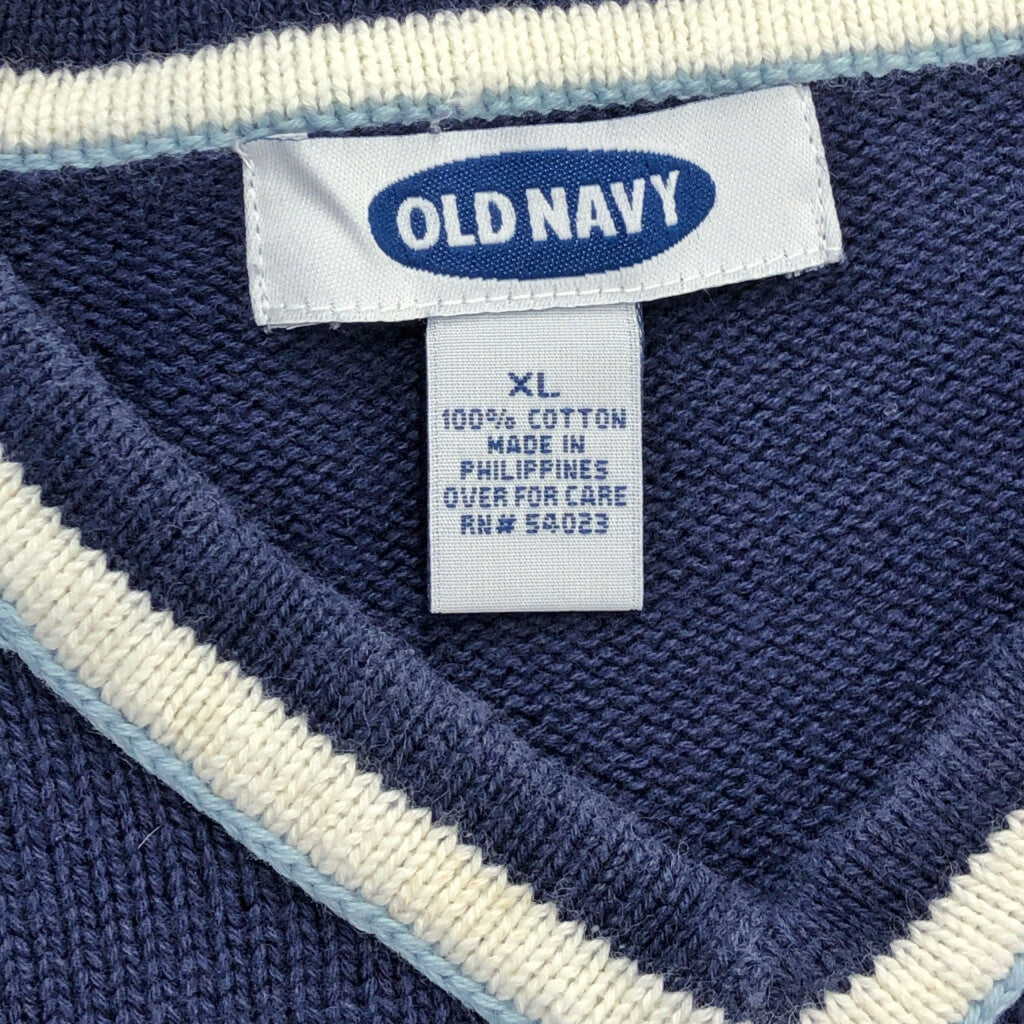 OLD NAVY
XL
100% COTTON
MADE IN
PHILIPPINES
OVER FOR CARE
RN# 54023